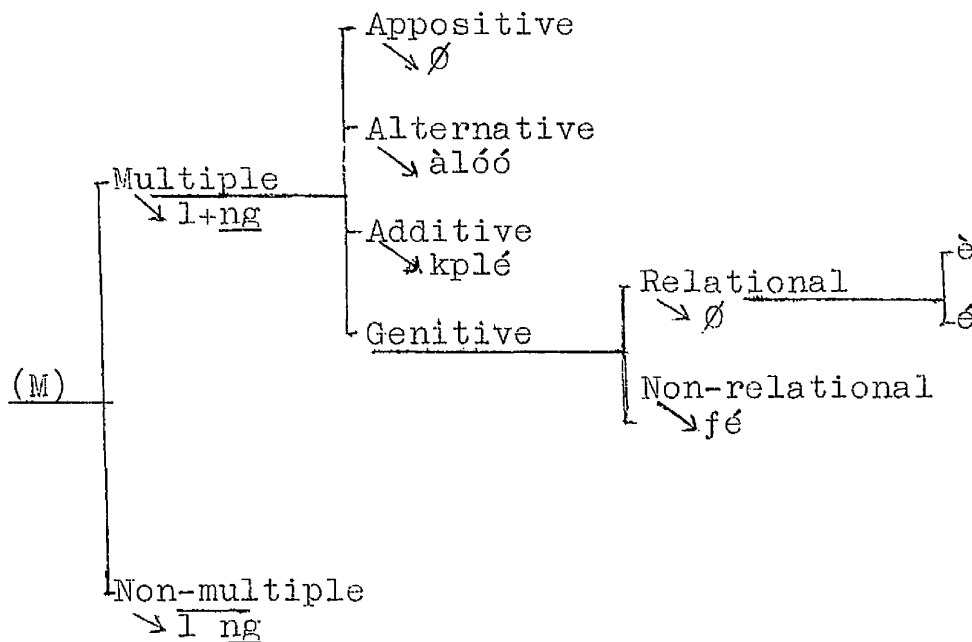 Appositive
↘ Ø
Alternative
↘ àlóó
Multiple
↘ 1+ng
Additive
↘ kplé
è
Relational
↘ Ø
é
Genitive
(M)
Non-relational
↘ fé
Non-multiple
↘ 1 ng